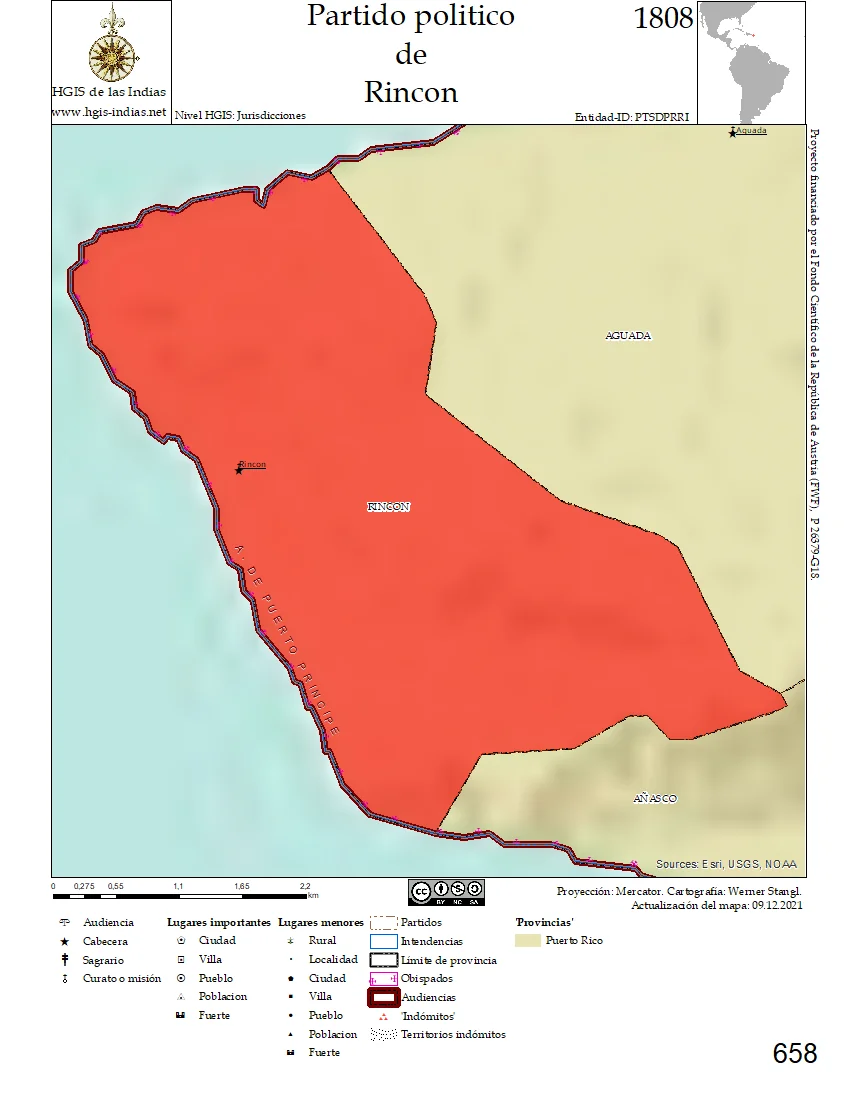 Partido politico
de
Rincon
1808
HGIS de las Indias
www.hgis-indias.net
Nivel HGIS: Jurisdicciones
Entidad-ID: PTSDPRRI
Proyecto financiado por el Fondo Científico de la República de Austria (FWF), P 26379-G18.
Aguada
AGUADA
Rincon
RINCON
A. DE PUERTO PRINCIPE
AÑASCO
Sources: Esri, USGS, NOAA
0 0,275 0,55 1,1 1,65 2,2
km
CC
BY NC SA
Proyección: Mercator. Cartografía: Werner Stangl.
Actualización del mapa: 09.12.2021
Audiencia
Cabecera
Sagrario
Curato o misión
Lugares importantes
Ciudad
Villa
Pueblo
Poblacion
Fuerte
Lugares menores
Rural
Localidad
Ciudad
Villa
Pueblo
Poblacion
Fuerte
Partidos
Intendencias
Límite de provincia
Obispados
Audiencias
'Indómitos'
Territorios indómitos
'Provincias'
Puerto Rico
658